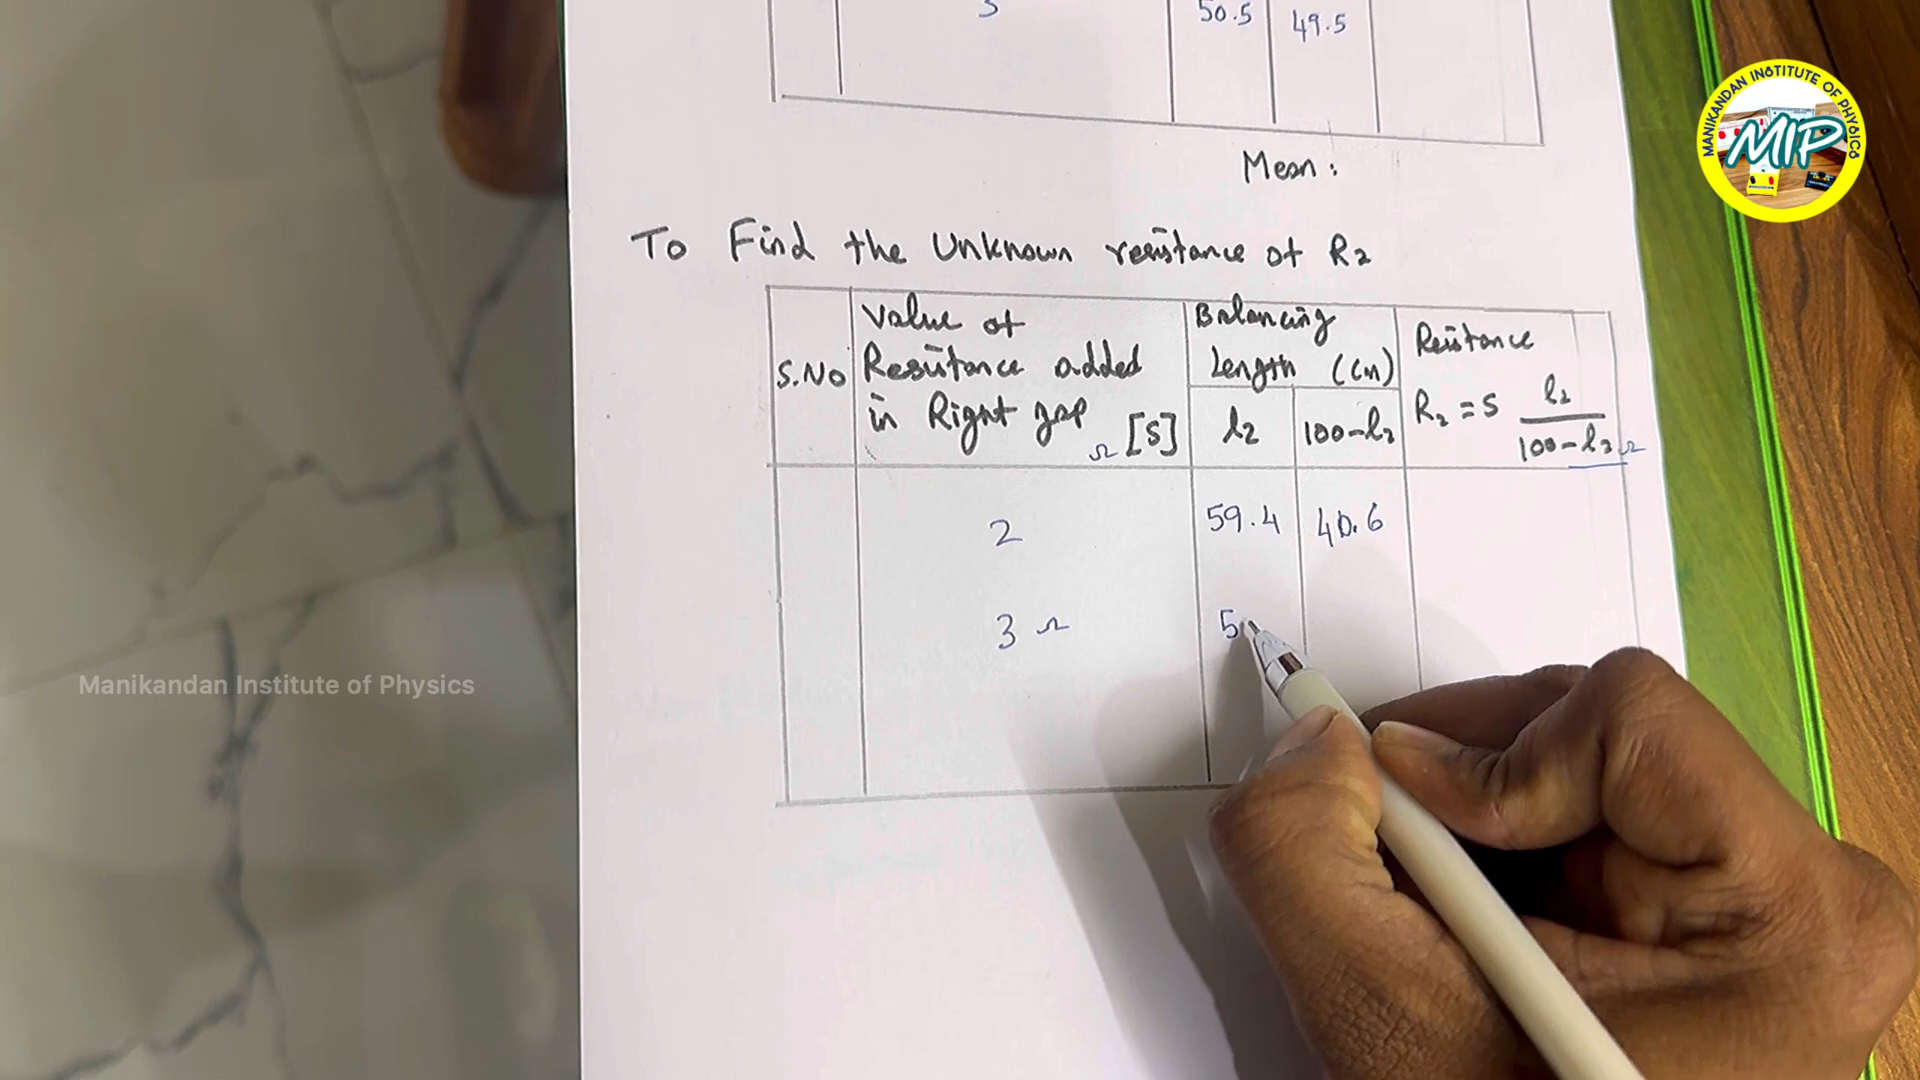 50.5 49.5
Mean :
To Find the Unknown resistance of R2
S.No
Value of
Resistance added
in Right gap Ω [S]
Balancing
Length (cm)
l2 100-l2
Resistance
R2 = S l2
100-l2 Ω
2 59.4 40.6
3 Ω 5
MANIKANDAN INSTITUTE OF PHYSICS
MIP
Manikandan Institute of Physics